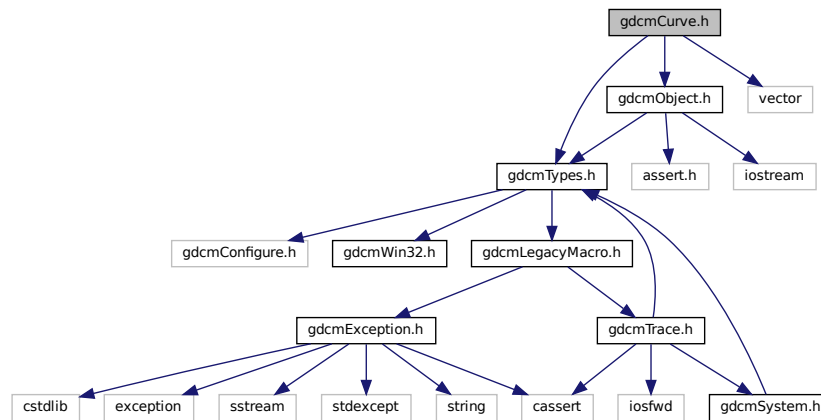 gdcmCurve.h
gdcmObject.h
vector
gdcmTypes.h
assert.h
iostream
gdcmConfigure.h
gdcmWin32.h
gdcmLegacyMacro.h
gdcmException.h
gdcmTrace.h
cstdlib
exception
sstream
stdexcept
string
cassert
iosfwd
gdcmSystem.h